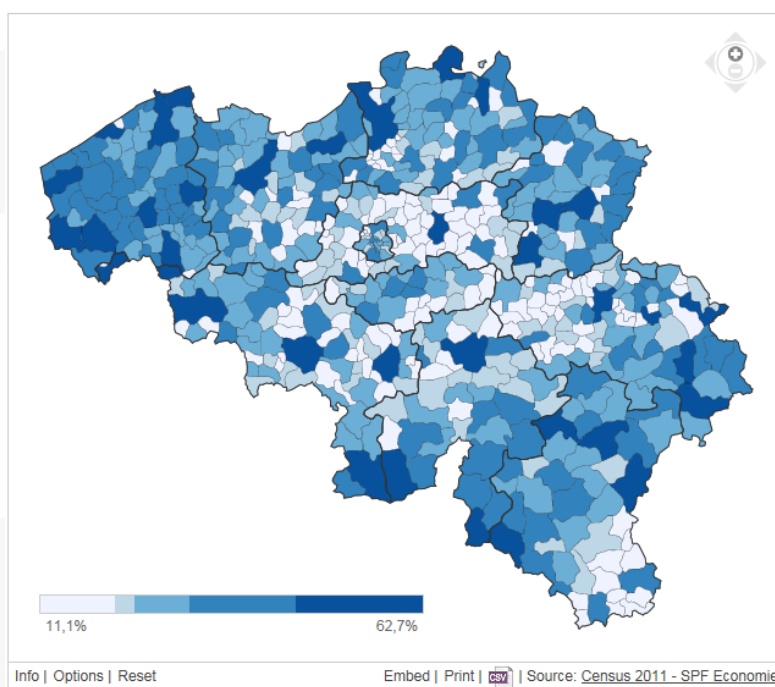 11,1% 62,7%
Info | Options | Reset Embed | Print | CSV | Source: Census 2011 - SPF Economie